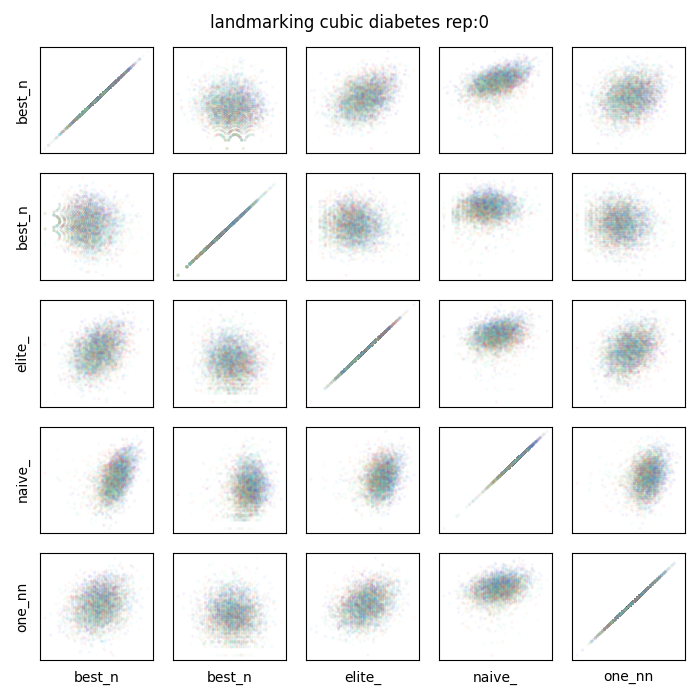 landmarking cubic diabetes rep:0
best_n
best_n
elite_
naive_
one_nn
best_n best_n elite_ naive_ one_nn